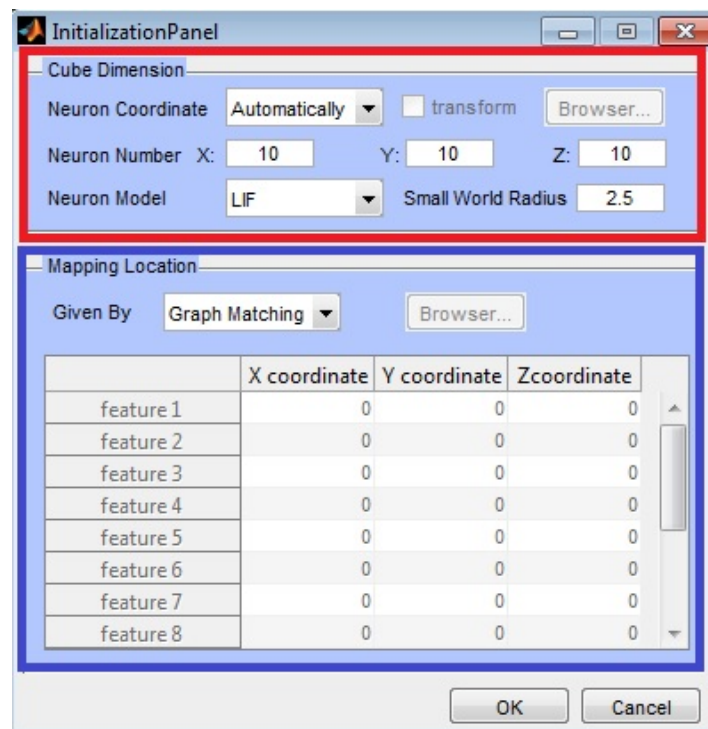 InitializationPanel
Cube Dimension
Neuron Coordinate Automatically transform Browser...
Neuron Number X: 10 Y: 10 Z: 10
Neuron Model LIF Small World Radius 2.5
Mapping Location
Given By Graph Matching Browser...
X coordinate Y coordinate Zcoordinate
feature 1 0 0 0
feature 2 0 0 0
feature 3 0 0 0
feature 4 0 0 0
feature 5 0 0 0
feature 6 0 0 0
feature 7 0 0 0
feature 8 0 0 0
OK Cancel